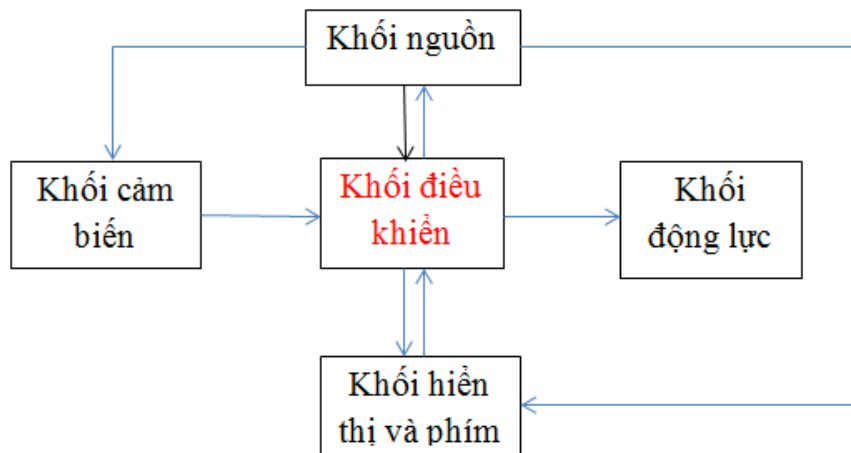 Khối nguồn
Khối cảm
biến
Khối điều
khiển
Khối
động lực
Khối hiển
thị và phím